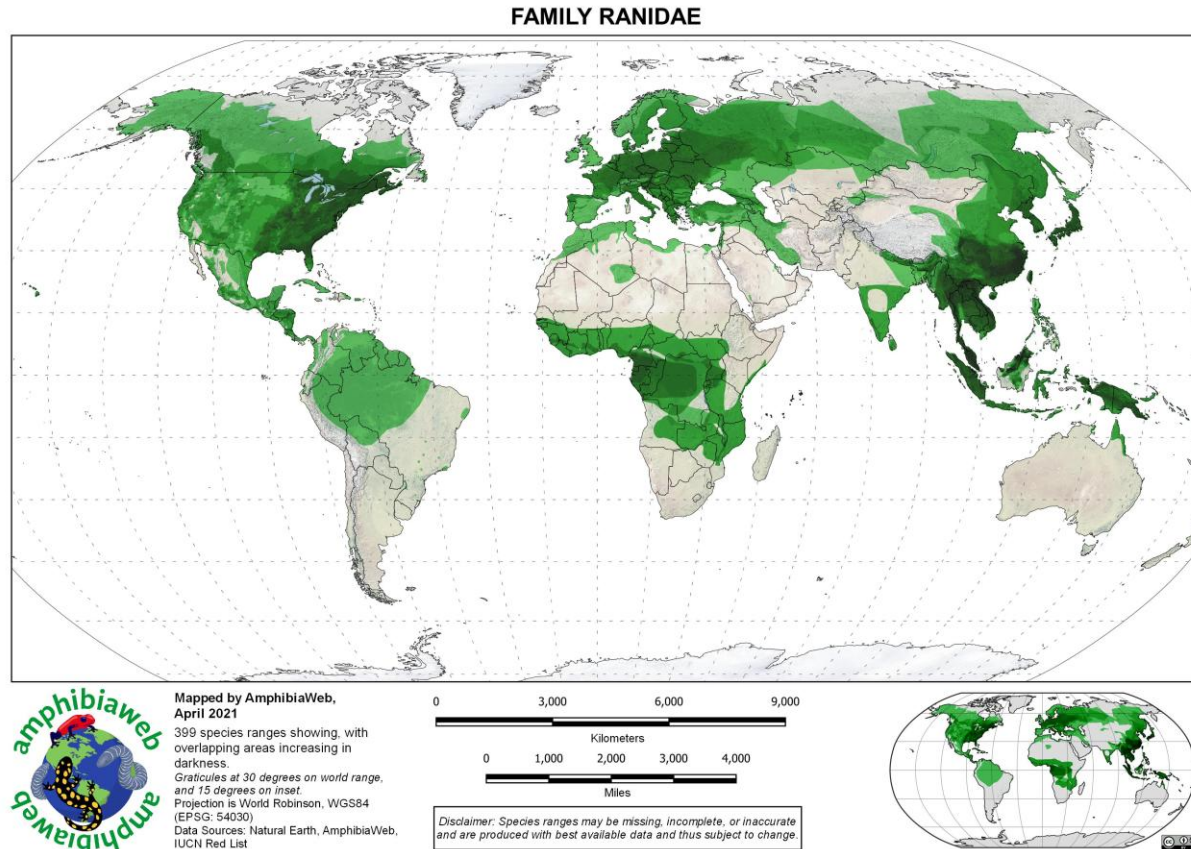 FAMILY RANIDAE
amphibiaweb
amphibiaweb
Mapped by AmphibiaWeb,
April 2021
399 species ranges showing, with
overlapping areas increasing in
darkness.
Graticules at 30 degrees on world range,
and 15 degrees on inset.
Projection is World Robinson, WGS84
(EPSG: 54030)
Data Sources: Natural Earth, AmphibiaWeb,
IUCN Red List
0 3,000 6,000 9,000
Kilometers
0 1,000 2,000 3,000 4,000
Miles
Disclaimer: Species ranges may be missing, incomplete, or inaccurate
and are produced with best available data and thus subject to change.